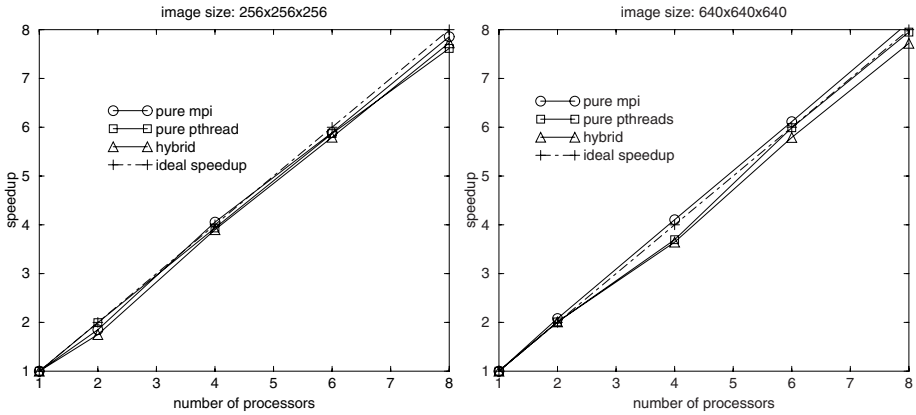 image size: 256x256x256
8
7
6
5
4
3
2
1
speedup
pure mpi
pure pthread
hybrid
ideal speedup
1 2 3 4 5 6 7 8
number of processors
image size: 640x640x640
8
7
6
5
4
3
2
1
speedup
pure mpi
pure pthreads
hybrid
ideal speedup
1 2 3 4 5 6 7 8
number of processors